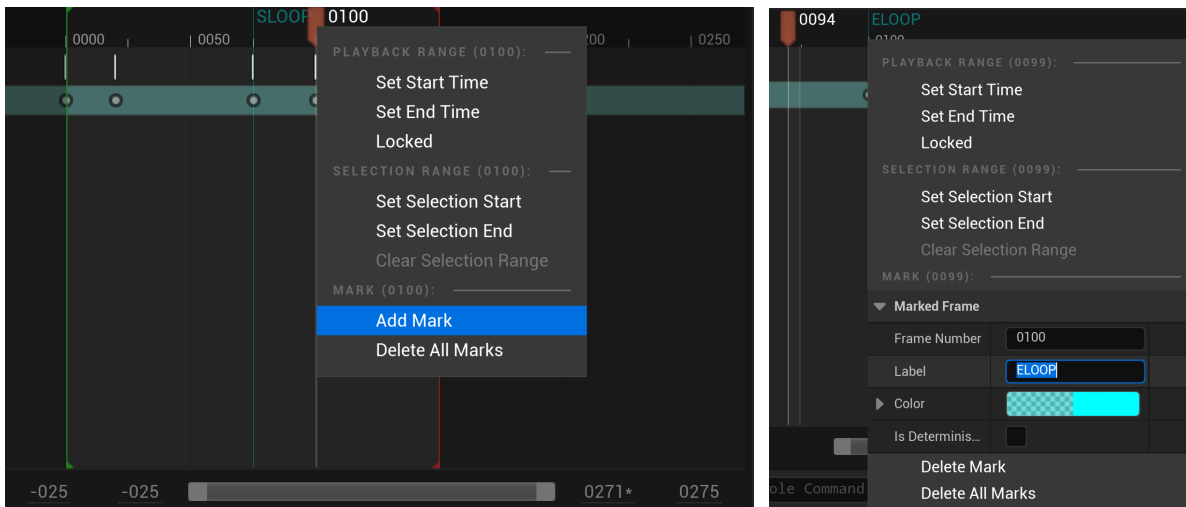 SLOOP 0100
0000 0050 200 0250
PLAYBACK RANGE (0100):
Set Start Time
Set End Time
Locked
SELECTION RANGE (0100):
Set Selection Start
Set Selection End
Clear Selection Range
MARK (0100):
Add Mark
Delete All Marks
-025 -025 0271* 0275
0094 ELOOP
0100
PLAYBACK RANGE (0099):
Set Start Time
Set End Time
Locked
SELECTION RANGE (0099):
Set Selection Start
Set Selection End
Clear Selection Range
MARK (0099):
Marked Frame
Frame Number 0100
Label ELOOP
Color
Is Determinis...
Delete Mark
ole Command
Delete All Marks